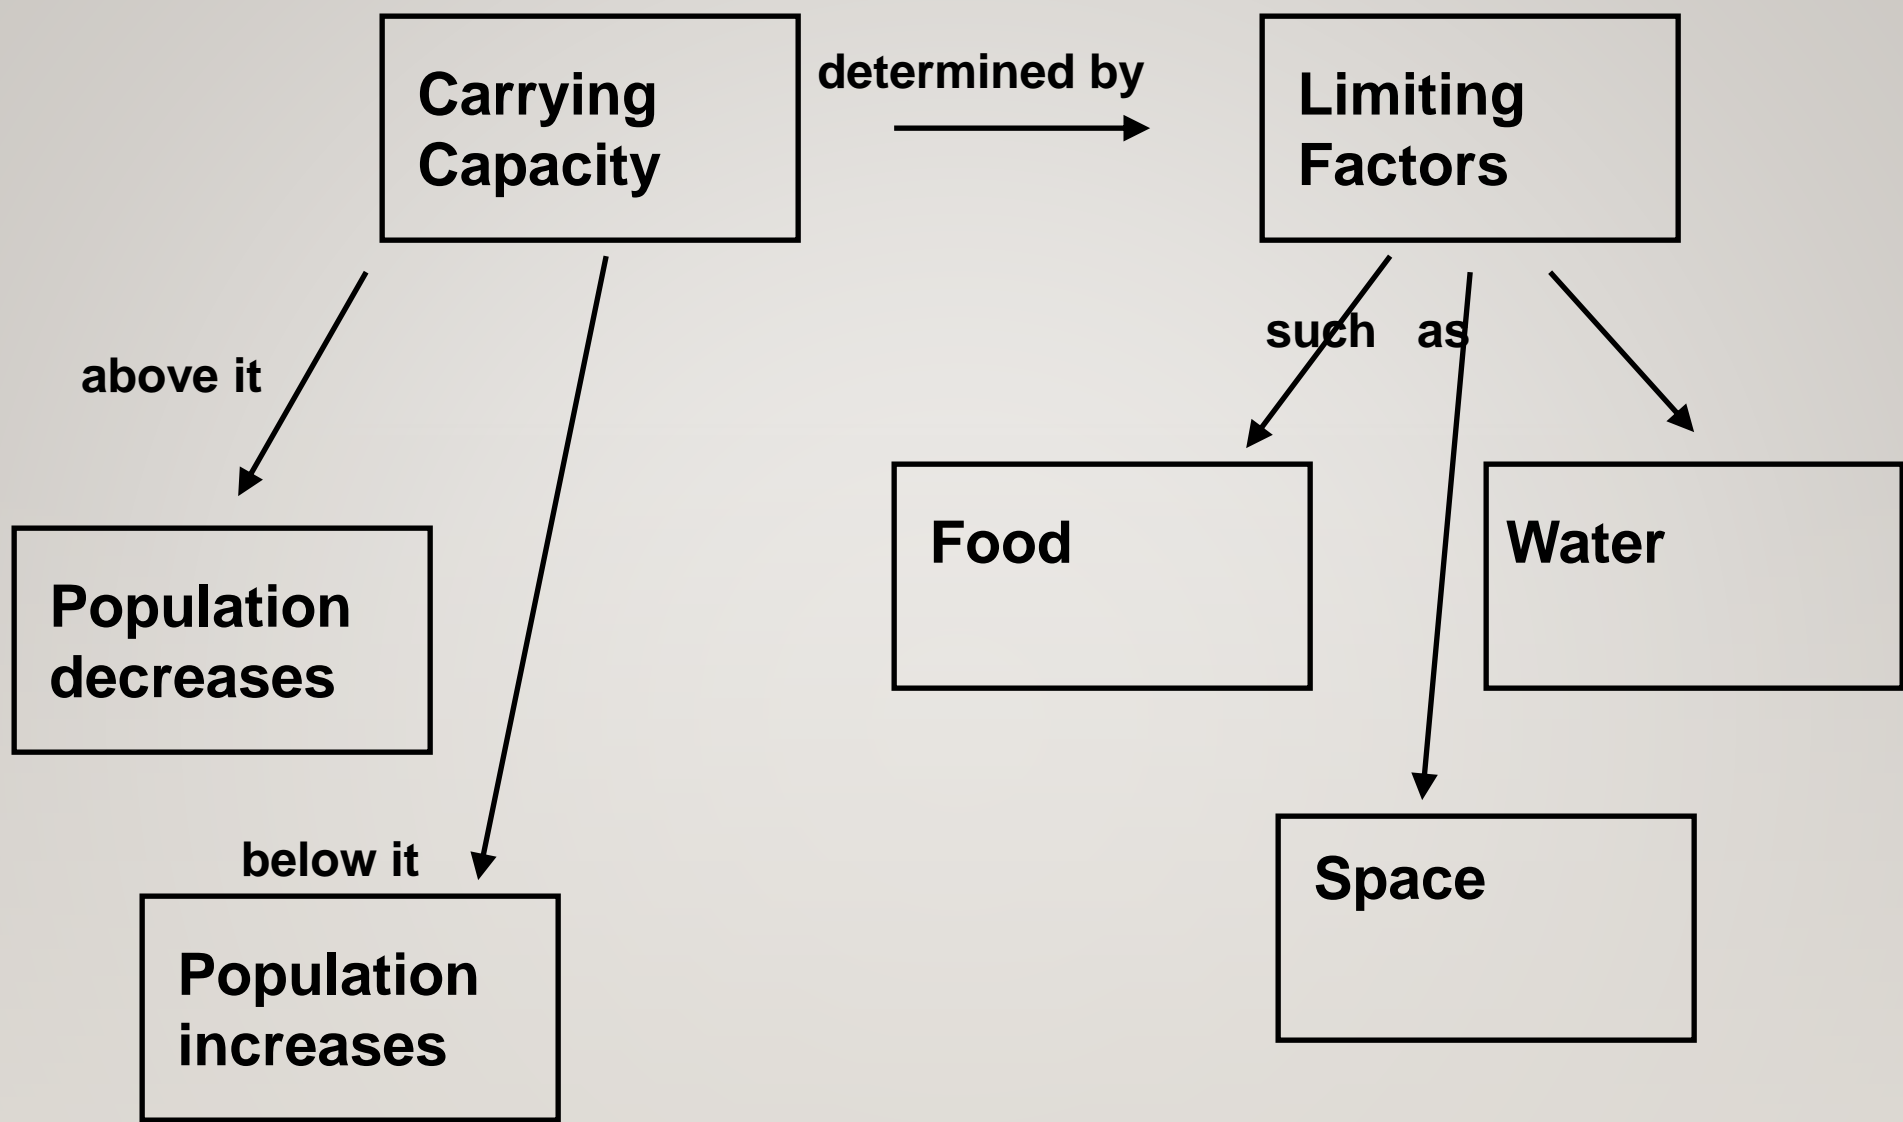 Carrying
Capacity
determined by
Limiting
Factors
above it
such as
Population
decreases
Food
Water
below it
Population
increases
Space